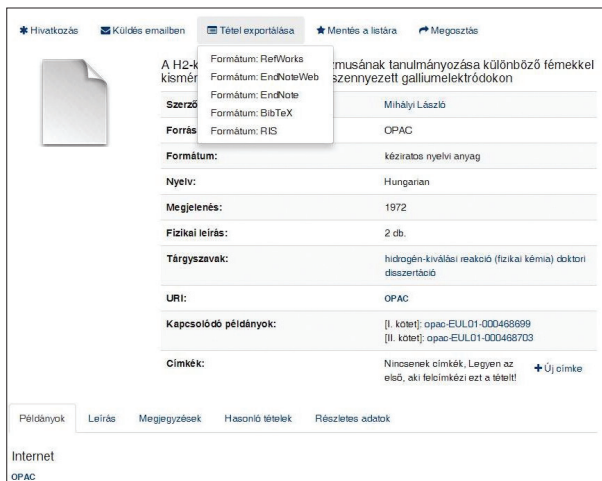 Hivatkozás Küldés emailben Tétel exportálása Mentés a listára Megosztás
Formátum: RefWorks
Formátum: EndNoteWeb
Formátum: EndNote
Formátum: BibTeX
Formátum: RIS
A H2-k zmusának tanulmányozása különböző fémekkel
kismér szennyezett galliumelektródokon
Szerző Mihályi László
Forrás OPAC
Formátum: kéziratos nyelvi anyag
Nyelv: Hungarian
Megjelenés: 1972
Fizikai leírás: 2 db.
Tárgyszavak: hidrogén-kiválási reakció (fizikai kémia) doktori
disszertáció
URI: OPAC
Kapcsolódó példányok: [I. kötet]: opac-EUL01-000468699
[II. kötet]: opac-EUL01-000468703
Címkék: Nincsenek címkék, Legyen az
első, aki felcímkézi ezt a tételt! Új címke
Példányok Leírás Megjegyzések Hasonló tételek Részletes adatok
Internet
OPAC